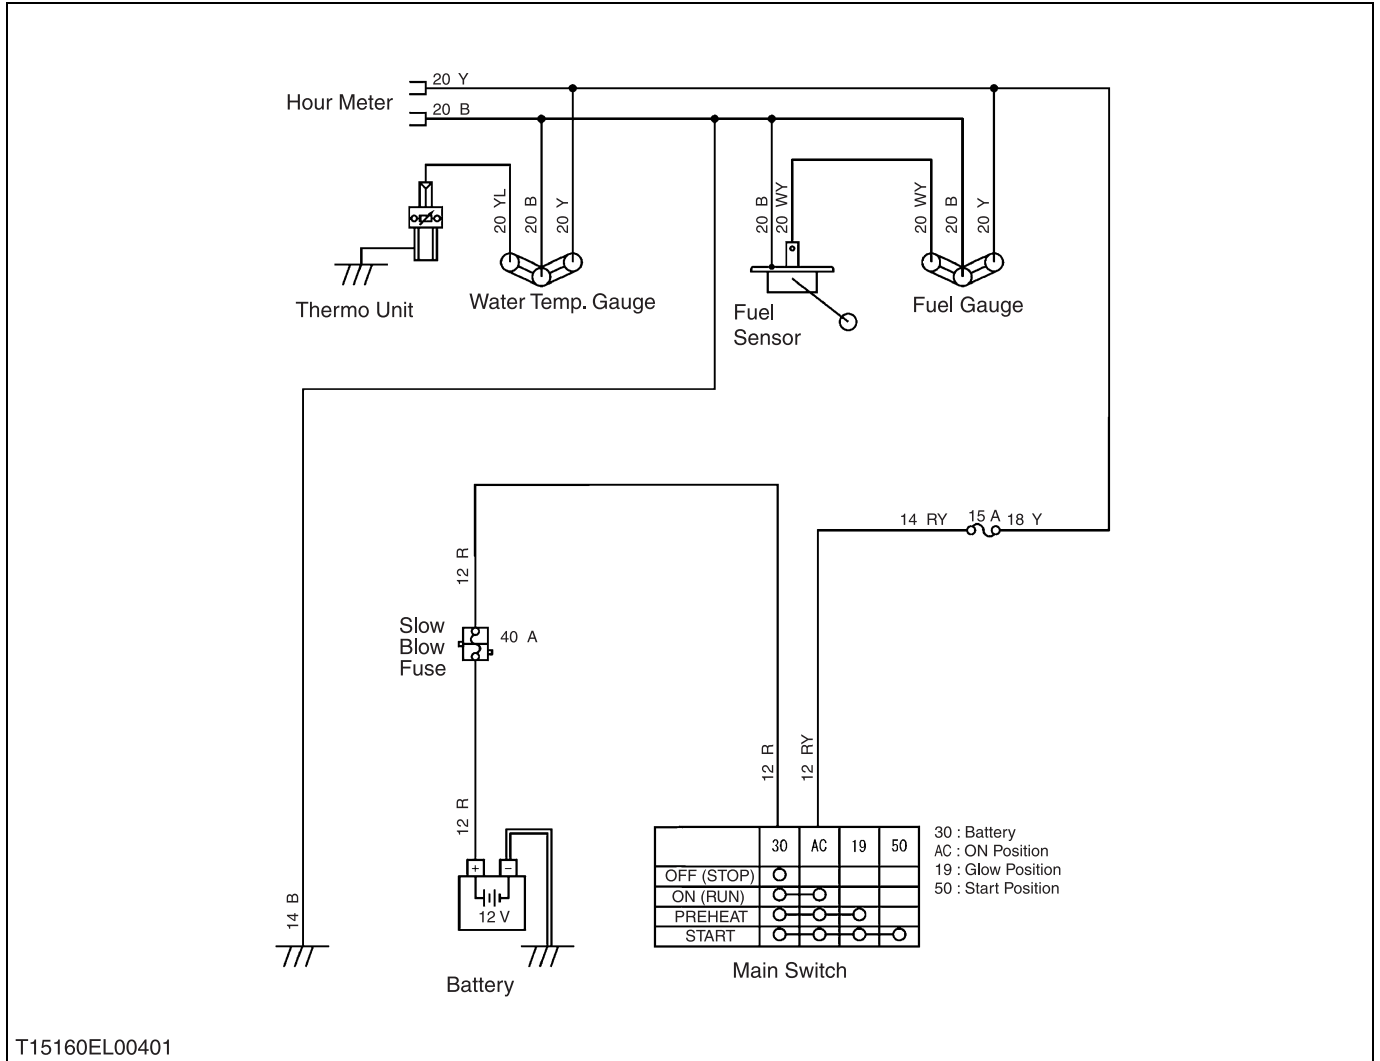 20 Y
Hour Meter
20 B
20 YL
20 B
20 Y
20 B
20 WY
20 WY
20 B
20 Y
Thermo Unit
Water Temp. Gauge
Fuel
Sensor
Fuel Gauge
14 RY
15 A
18 Y
12 R
Slow
Blow
Fuse
40 A
12 R
12 R
12 RY
+
−
12 V
14 B
Battery
30 AC 19 50
OFF (STOP)
ON (RUN)
PREHEAT
START
Main Switch
30 : Battery
AC : ON Position
19 : Glow Position
50 : Start Position
T15160EL00401